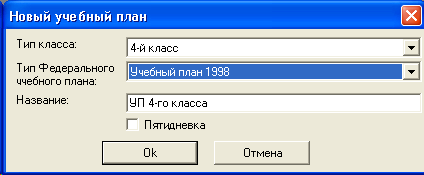 Новый учебный план
Тип класса: 4-й класс
Тип Федерального учебного плана: Учебный план 1998
Название: УП 4-го класса
Пятидневка
Ok Отмена